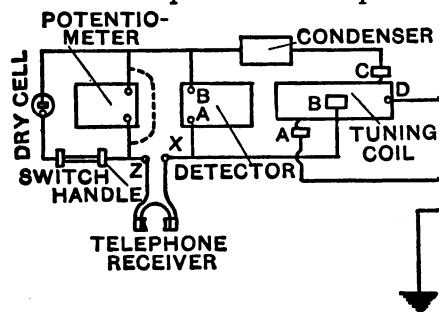 POTENTIO-
METER
CONDENSER
DRY CELL
C
D
B
A
B
A
TUNING
COIL
X
Z
DETECTOR
SWITCH
HANDLE
TELEPHONE
RECEIVER